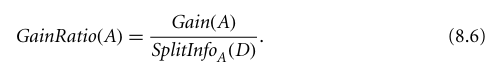 GainRatio(A) = Gain(A) / SplitInfo_A(D). (8.6)